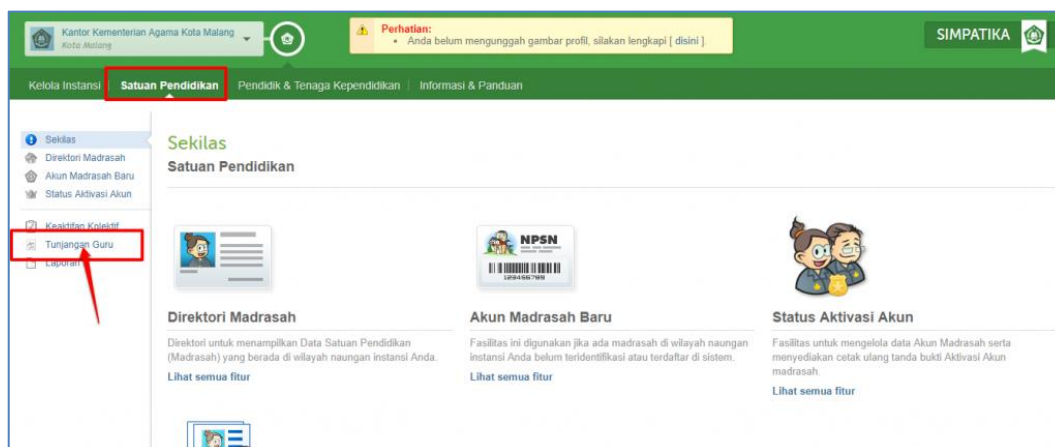 Kantor Kementerian Agama Kota Malang
Kota Malang
Perhatian:
• Anda belum mengunggah gambar profil, silakan lengkapi [ disini ].
SIMPATIKA
Kelola Instansi | Satuan Pendidikan | Pendidik & Tenaga Kependidikan | Informasi & Panduan
Sekilas
Direktori Madrasah
Akun Madrasah Baru
Status Aktivasi Akun
Keaktifan Kolektif
Tunjangan Guru
Laporan
Sekilas
Satuan Pendidikan
NPSN
123456789
Direktori Madrasah
Direktori untuk menampilkan Data Satuan Pendidikan
(Madrasah) yang berada di wilayah naungan instansi Anda.
Lihat semua fitur
Akun Madrasah Baru
Fasilitas ini digunakan jika ada madrasah di wilayah naungan
instansi Anda belum teridentifikasi atau terdaftar di sistem.
Lihat semua fitur
Status Aktivasi Akun
Fasilitas untuk mengelola data Akun Madrasah serta
menyediakan cetak ulang tanda bukti Aktivasi Akun
madrasah.
Lihat semua fitur